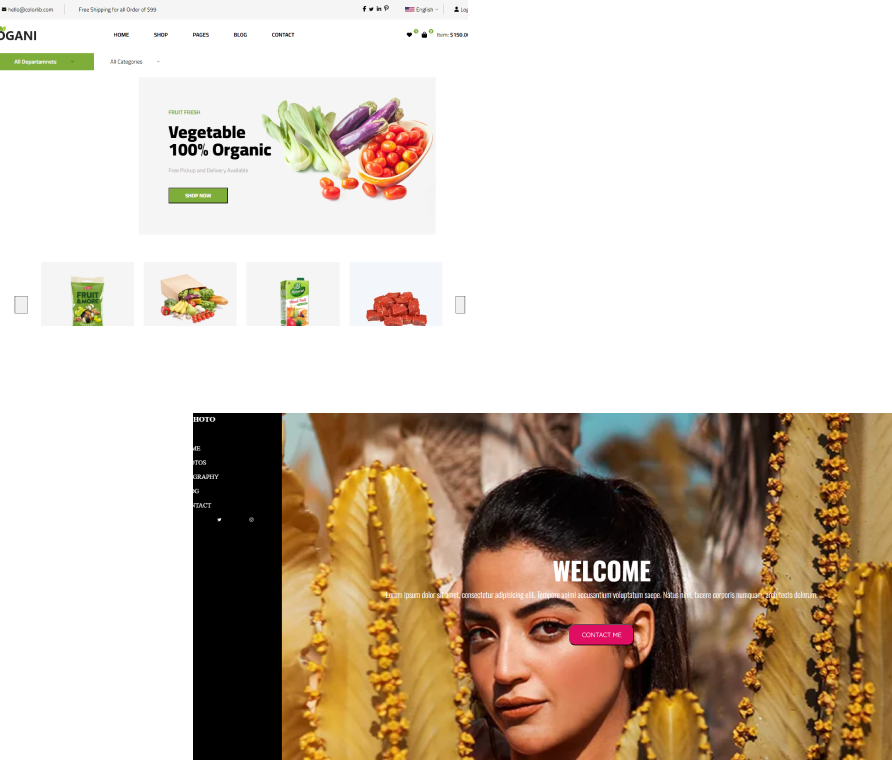 hello@colorlib.com
Free Shipping for all Order of $99
English
OGANI
HOME
SHOP
PAGES
BLOG
CONTACT
Item: $150.00
All Departamnets
All Categories
FRUIT FRESH
Vegetable
100% Organic
Free Pickup and Delivery Available
SHOP NOW
FRUIT
& MORE
HOTO
ME
TOS
GRAPHY
OG
NTACT
WELCOME
Lorem ipsum dolor sit amet, consectetur adipisicing elit. Tempore animi accusantium voluptatum saepe. Natus nihil, facere corporis numquam, architecto dolorum.
CONTACT ME